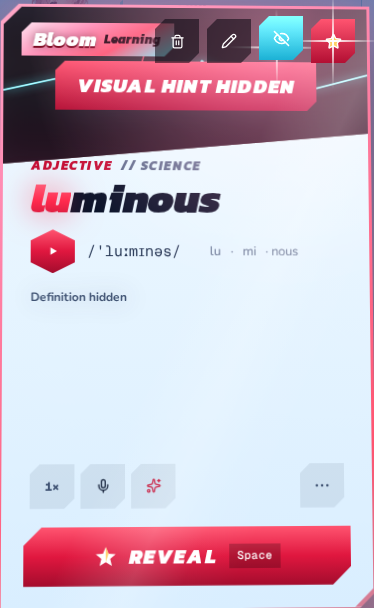 Bloom Learning
VISUAL HINT HIDDEN
ADJECTIVE // SCIENCE
luminous
/ˈluːmɪnəs/ lu · mi · nous
Definition hidden
1×
...
REVEAL Space